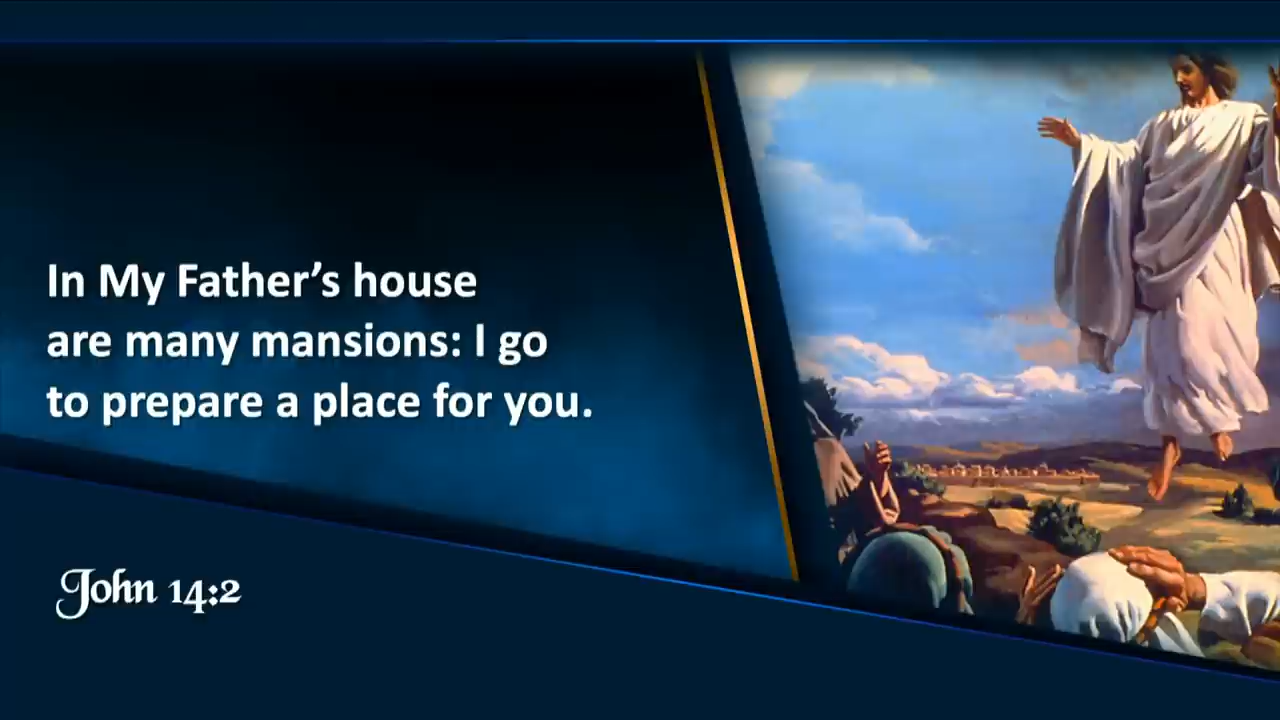 In My Father’s house
are many mansions: I go
to prepare a place for you.
John 14:2